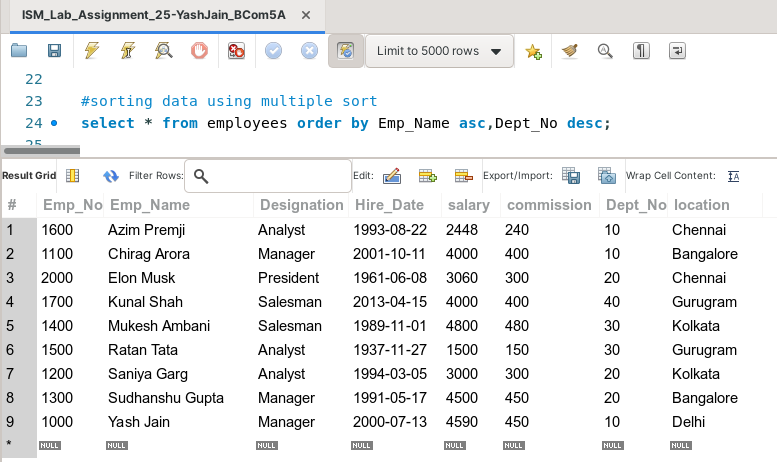 ISM_Lab_Assignment_25-YashJain_BCom5A ×
Limit to 5000 rows
22
23 #sorting data using multiple sort
24 select * from employees order by Emp_Name asc,Dept_No desc;
25
Result Grid Filter Rows: Edit: Export/Import: Wrap Cell Content: IA
# Emp_No Emp_Name Designation Hire_Date salary commission Dept_No location
1 1600 Azim Premji Analyst 1993-08-22 2448 240 10 Chennai
2 1100 Chirag Arora Manager 2001-10-11 4000 400 10 Bangalore
3 2000 Elon Musk President 1961-06-08 3060 300 20 Chennai
4 1700 Kunal Shah Salesman 2013-04-15 4000 400 40 Gurugram
5 1400 Mukesh Ambani Salesman 1989-11-01 4800 480 30 Kolkata
6 1500 Ratan Tata Analyst 1937-11-27 1500 150 30 Gurugram
7 1200 Saniya Garg Analyst 1994-03-05 3000 300 20 Kolkata
8 1300 Sudhanshu Gupta Manager 1991-05-17 4500 450 20 Bangalore
9 1000 Yash Jain Manager 2000-07-13 4590 450 10 Delhi
* NULL NULL NULL NULL NULL NULL NULL NULL